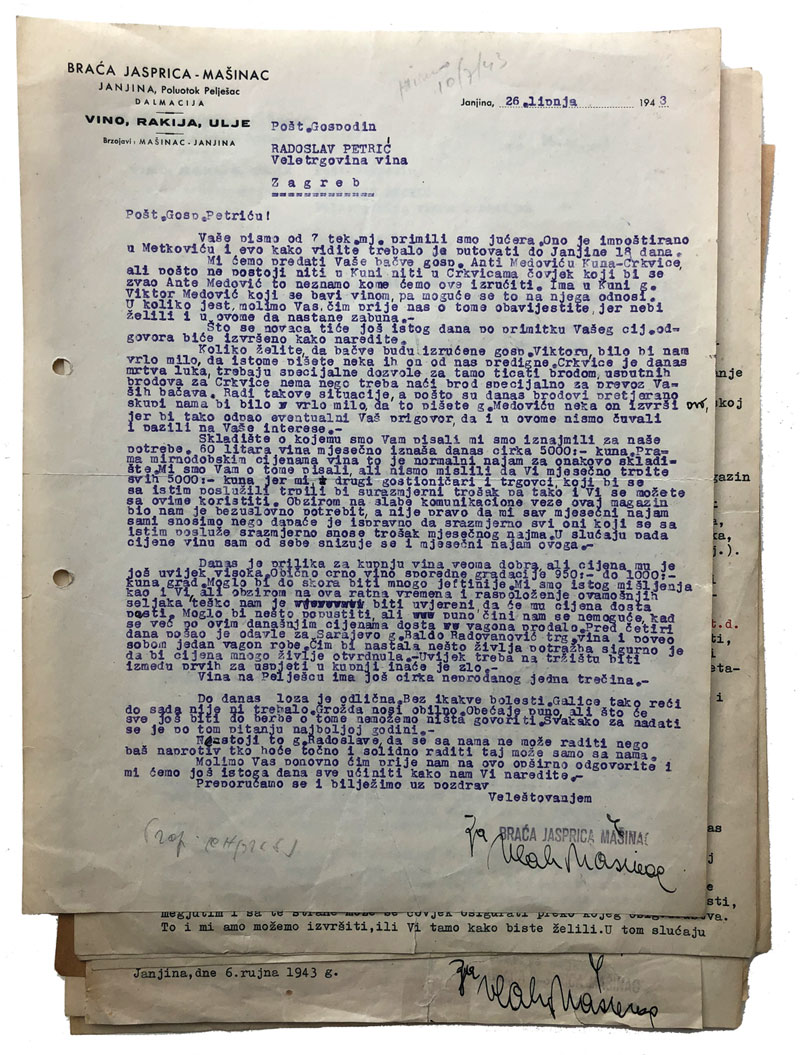 BRAĆA JASPRICA - MAŠINAC
JANJINA, Poluotok Pelješac
DALMACIJA
VINO, RAKIJA, ULJE
Brzojavi: MAŠINAC - JANJINA
10/7/43
Janjina, 26.lipnja 1943
Pošt.Gospodin
RADOSLAV PETRIĆ
Veletrgovina vina
Zagreb
Pošt.Gosp.Petriću!
Vaše pismo od 7 tek.mj. primili smo jučera.Ono je impoštirano
u Metkoviću i evo kako vidite trebalo je putovati do Janjine 18 dana.
Mi ćemo predati Vaše bačve gosp. Anti Medoviću Kuna-Crkvice,
ali pošto ne postoji niti u Kuni niti u Crkvicama čovjek koji bi se
zvao Ante Medović to neznamo kome ćemo ove izručiti. Ima u Kuni g.
Viktor Medović koji se bavi vinom, pa moguće se to na njega odnosi.
U koliko jest, molimo Vas, čim prije nas o tome obavijestite, jer nebi
želili i u ovome da nastane zabuna.-
Što se novaca tiće još istog dana po primitku Vašeg cij.od=
govora biće izvršeno kako naredite.
Koliko želite, da bačve budu izručene gosp.Viktoru, bilo bi nam
vrlo milo, da istome pišete neka ih on od nas predigne.Crkvice je danas
mrtva luka, trebaju specijalne dozvole za tamo ticati brodom, usputnih
brodova za Crkvice nema nego treba naći brod specijalno za prevoz Va=
ših bačava. Radi takove situacije, a pošto su danas brodovi pretjerano
skupi nama bi bilo vrlo milo, da to pišete g.Medoviću neka on izvrši ovo,
jer bi tako odpao eventualni Vaš prigovor, da i u ovome nismo čuvali
i pazili na Vaše interese.-
Skladište o kojemu smo Vam pisali mi smo iznajmili za naše
potrebe. 60 litara vina mjesečno iznaša danas cirka 5000:- kuna.Pra=
ma mirnodobskim cijenama vina to je normalni najam za onakovo skladi=
šte.Mi smo Vam o tome pisali, ali nismo mislili da Vi mjesečno trpite
svih 5000:- kuna jer mi i drugi gostioničari i trgovci, koji bi se
sa istim poslužili trpili bi surazmjerni trošak pa tako i Vi se možete
sa ovime koristiti. Obzirom na slabe komunikacione veze ovaj magazin
bio nam je bezuslovno potrebit, a nije pravo da mi sav mjesečni najam
sami snosimo nego dapaće je ispravno da srazmjerno svi oni koji se sa
istim posluže srazmjerno snose trošak mjesečnog najma. U slučaju pada
cijene vinu sam od sebe snizuje se i mjesečni najam ovoga.-
Danas je prilika za kupnju vina veoma dobra, ali cijena mu je
još uvijek visoka.Obično crno vino sporedne gradacije 950:- do 1000:-
kuna grad.Moglo bi do skora biti mnogo jeftinije.Mi smo istog mišljenja
kao i Vi, ali obzirom na ova ratna vremena i raspoloženje ovamošnjih
seljaka teško nam je biti uvjereni da će mu cijena dosta
pasti. Moglo bi nešto popustiti, ali puno čini nam se nemoguće, kad
se već po ovim današnjim cijenama dosta vagona prodalo.Pred četiri
dana pošao je odavle za Sarajevo g.Baldo Radovanović trg.vina i poveo
sobom jedan vagon robe.Čim bi nastala nešto življa potražba sigurno je
da bi cijena mnogo življe otvrdnula.-Uvijek treba na tržištu biti
između prvih za uspjeti u kupnji inaće je zlo.-
Vina na Pelješcu ima još cirka neprodanog jedna trećina.-
Do danas loza je odlična.Bez ikakve bolesti.Galice tako reći
do sada nije ni trebalo.Grožđa nosi obilno.Obećaje puno, ali što će
sve još biti do berbe o tome nemožemo ništa govoriti.Svakako za nadati
se je po tom pitanju najboljoj godini.-
Nestoji to g.Radoslave, da se sa nama ne može raditi nego
baš naprotiv tko hoće točno i solidno raditi taj može samo sa nama.
Molimo Vas ponovno čim prije nam na ovo opširno odgovorite i
mi ćemo još istoga dana sve učiniti kako nam Vi naredite.-
Preporučamo se i bilježimo uz pozdrav
Veleštovanjem
Za BRAĆA JASPRICA MAŠINAC
Vlaho Mašinac
To i mi amo možemo izvršiti,ili Vi tamo kako biste želili.U tom slučaju
Janjina,dne 6.rujna 1943 g.
Za
Vlaho Mašinac